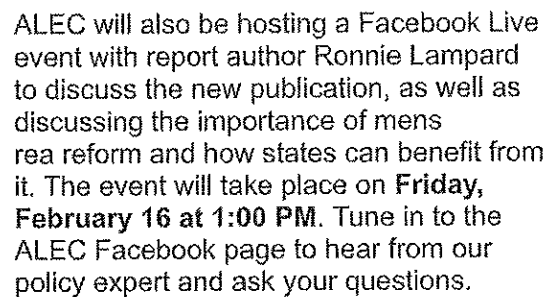 ALEC will also be hosting a Facebook Live
event with report author Ronnie Lampard
to discuss the new publication, as well as
discussing the importance of mens
rea reform and how states can benefit from
it. The event will take place on Friday,
February 16 at 1:00 PM. Tune in to the
ALEC Facebook page to hear from our
policy expert and ask your questions.